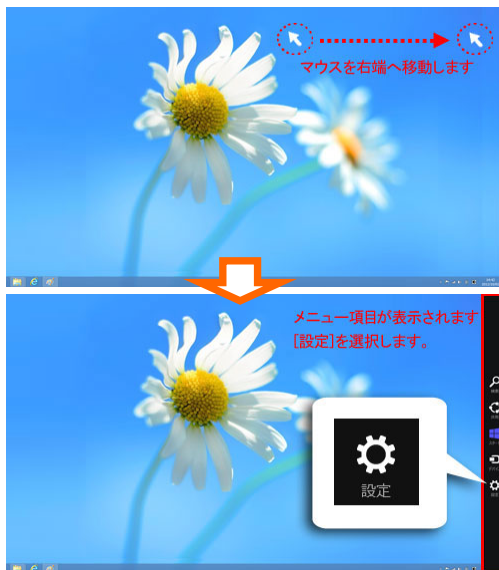 マウスを右端へ移動します
メニュー項目が表示されます
[設定]を選択します。
設定